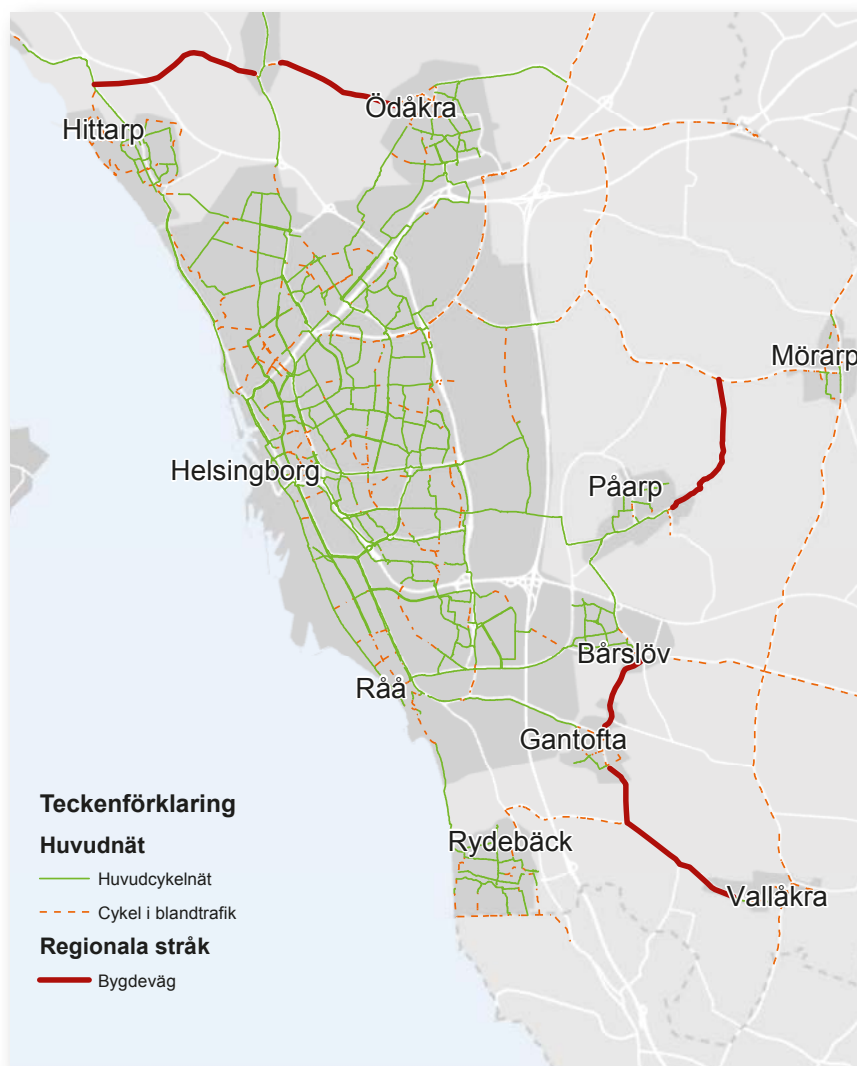 Ödåkra
Hittarp
Mörarp
Helsingborg
Påarp
Bårslöv
Råå
Gantofta
Rydebäck
Vallåkra
Teckenförklaring
Huvudnät
Huvudcykelnät
Cykel i blandtrafik
Regionala stråk
Bygdeväg